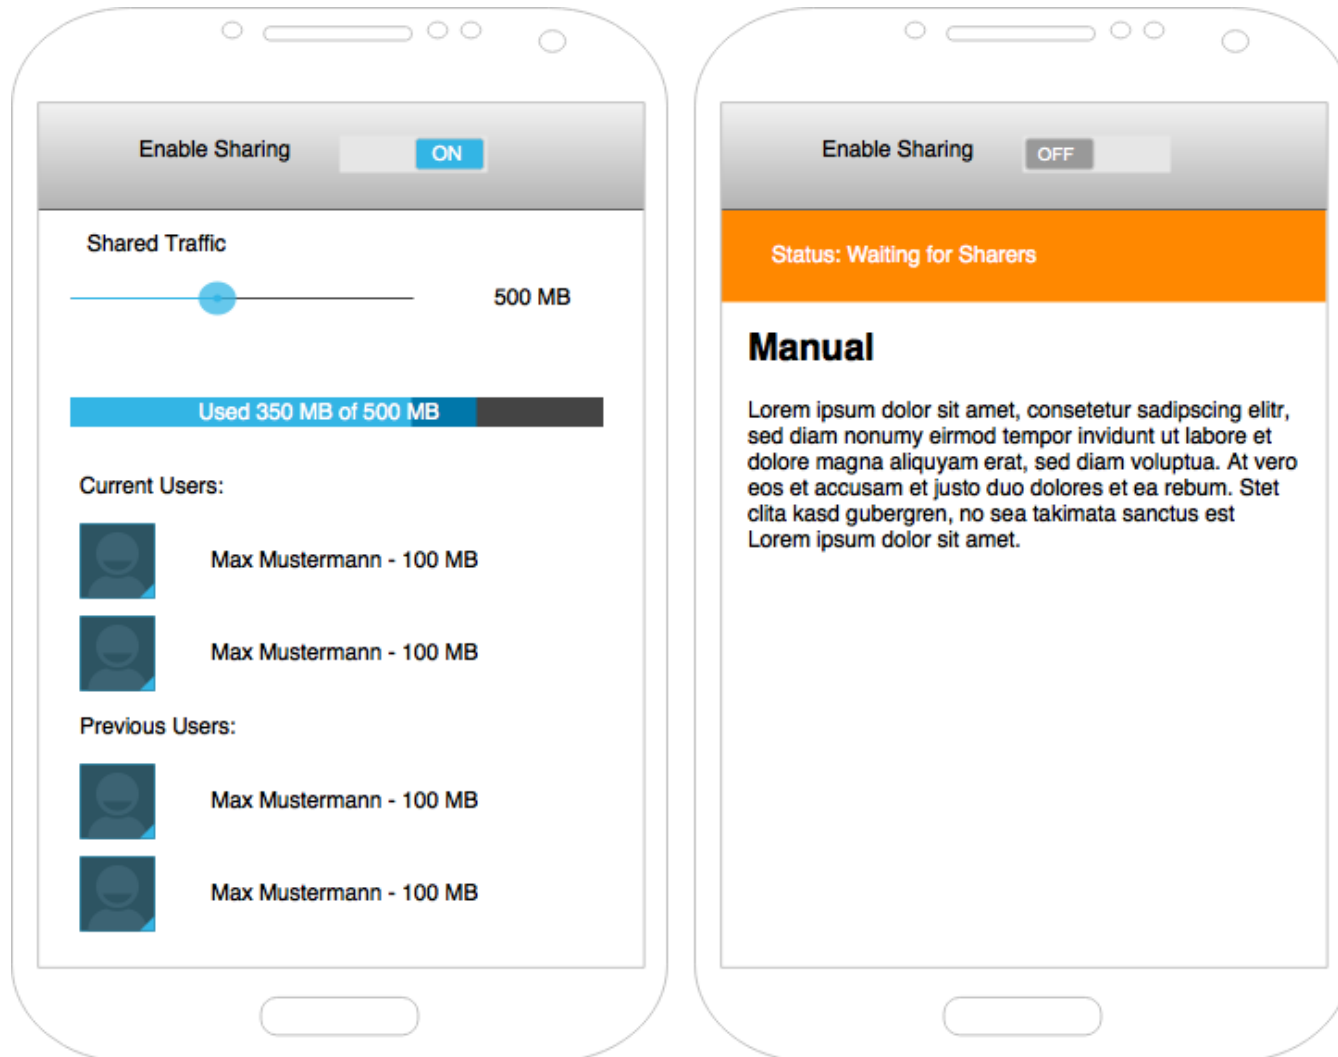 Enable Sharing
ON
Shared Traffic
500 MB
Used 350 MB of 500 MB
Current Users:
Max Mustermann - 100 MB
Max Mustermann - 100 MB
Previous Users:
Max Mustermann - 100 MB
Max Mustermann - 100 MB
Enable Sharing
OFF
Status: Waiting for Sharers
Manual
Lorem ipsum dolor sit amet, consetetur sadipscing elitr,
sed diam nonumy eirmod tempor invidunt ut labore et
dolore magna aliquyam erat, sed diam voluptua. At vero
eos et accusam et justo duo dolores et ea rebum. Stet
clita kasd gubergren, no sea takimata sanctus est
Lorem ipsum dolor sit amet.